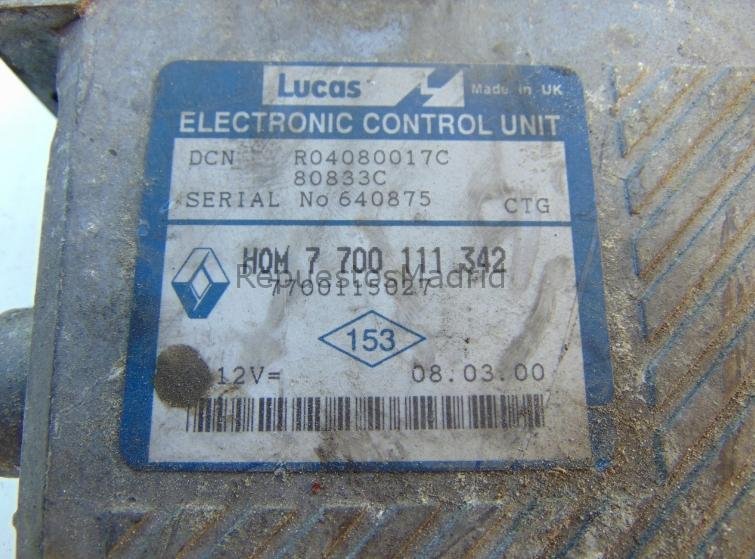 Lucas Made in UK
ELECTRONIC CONTROL UNIT
DCN R04080017C
80833C
SERIAL No 640875 CTG
HOM 7 700 111 342
RepuestosMadrid
153
12V= 08.03.00